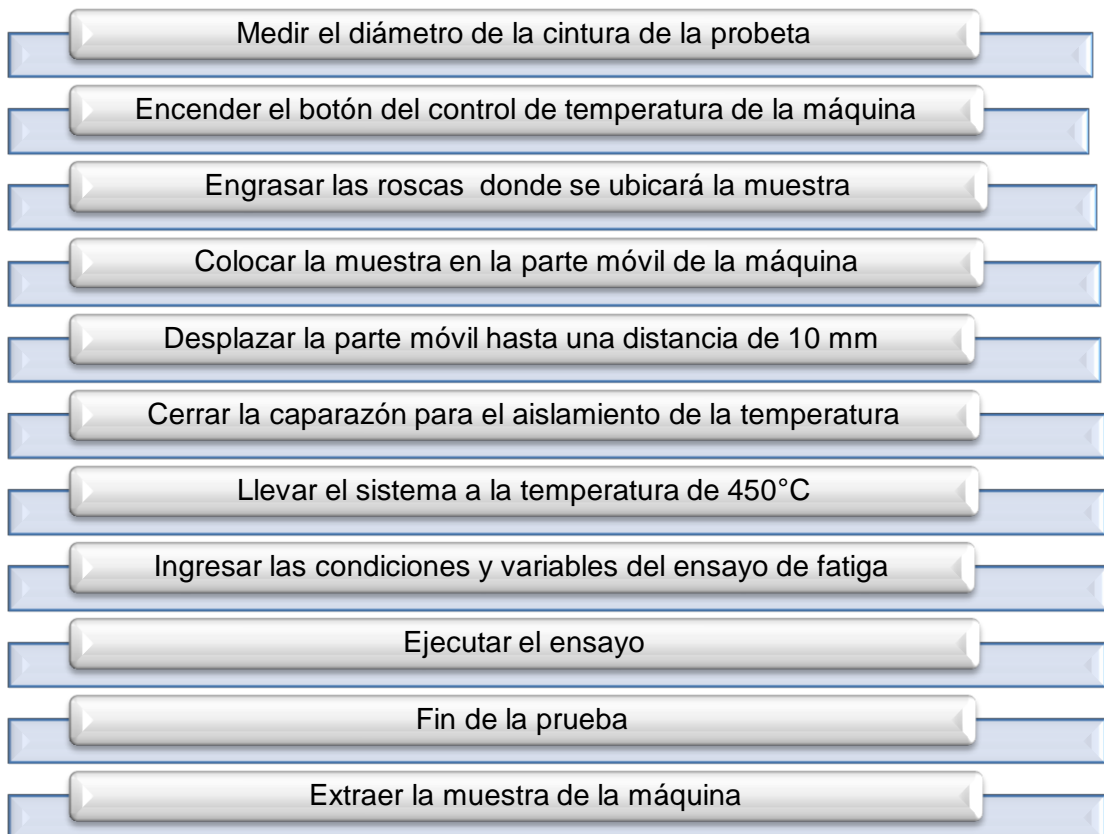 Medir el diámetro de la cintura de la probeta
Encender el botón del control de temperatura de la máquina
Engrasar las roscas donde se ubicará la muestra
Colocar la muestra en la parte móvil de la máquina
Desplazar la parte móvil hasta una distancia de 10 mm
Cerrar la caparazón para el aislamiento de la temperatura
Llevar el sistema a la temperatura de 450°C
Ingresar las condiciones y variables del ensayo de fatiga
Ejecutar el ensayo
Fin de la prueba
Extraer la muestra de la máquina